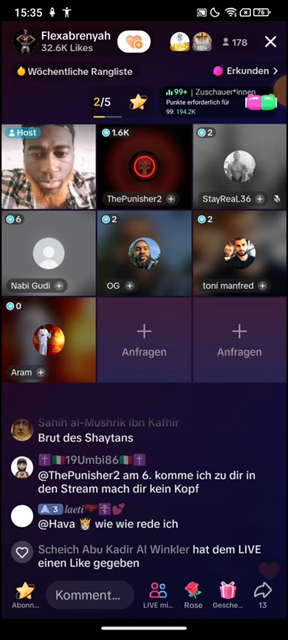 15:35
76
Flexabrenyah
32.6K Likes
10+
178
Wöchentliche Rangliste
Erkunden >
2/5
99+ | Zuschauer*innen
Punkte erforderlich für
99: 194.2K
Host
1.6K
2
ThePunisher2 +
StayReaL36 +
6
2
2
Nabi Gudi +
OG +
toni manfred +
0
Aram +
+
Anfragen
+
Anfragen
Sahih al-Mushrik ibn Kafhir
Brut des Shaytans
19Umbi86
@ThePunisher2 am 6. komme ich zu dir in
den Stream mach dir kein Kopf
A 3 laeti
@Hava wie wie rede ich
Scheich Abu Kadir Al Winkler hat dem LIVE
einen Like gegeben
Kommentar...
Abonn...
LIVE mi...
Rose
Gesche...
13